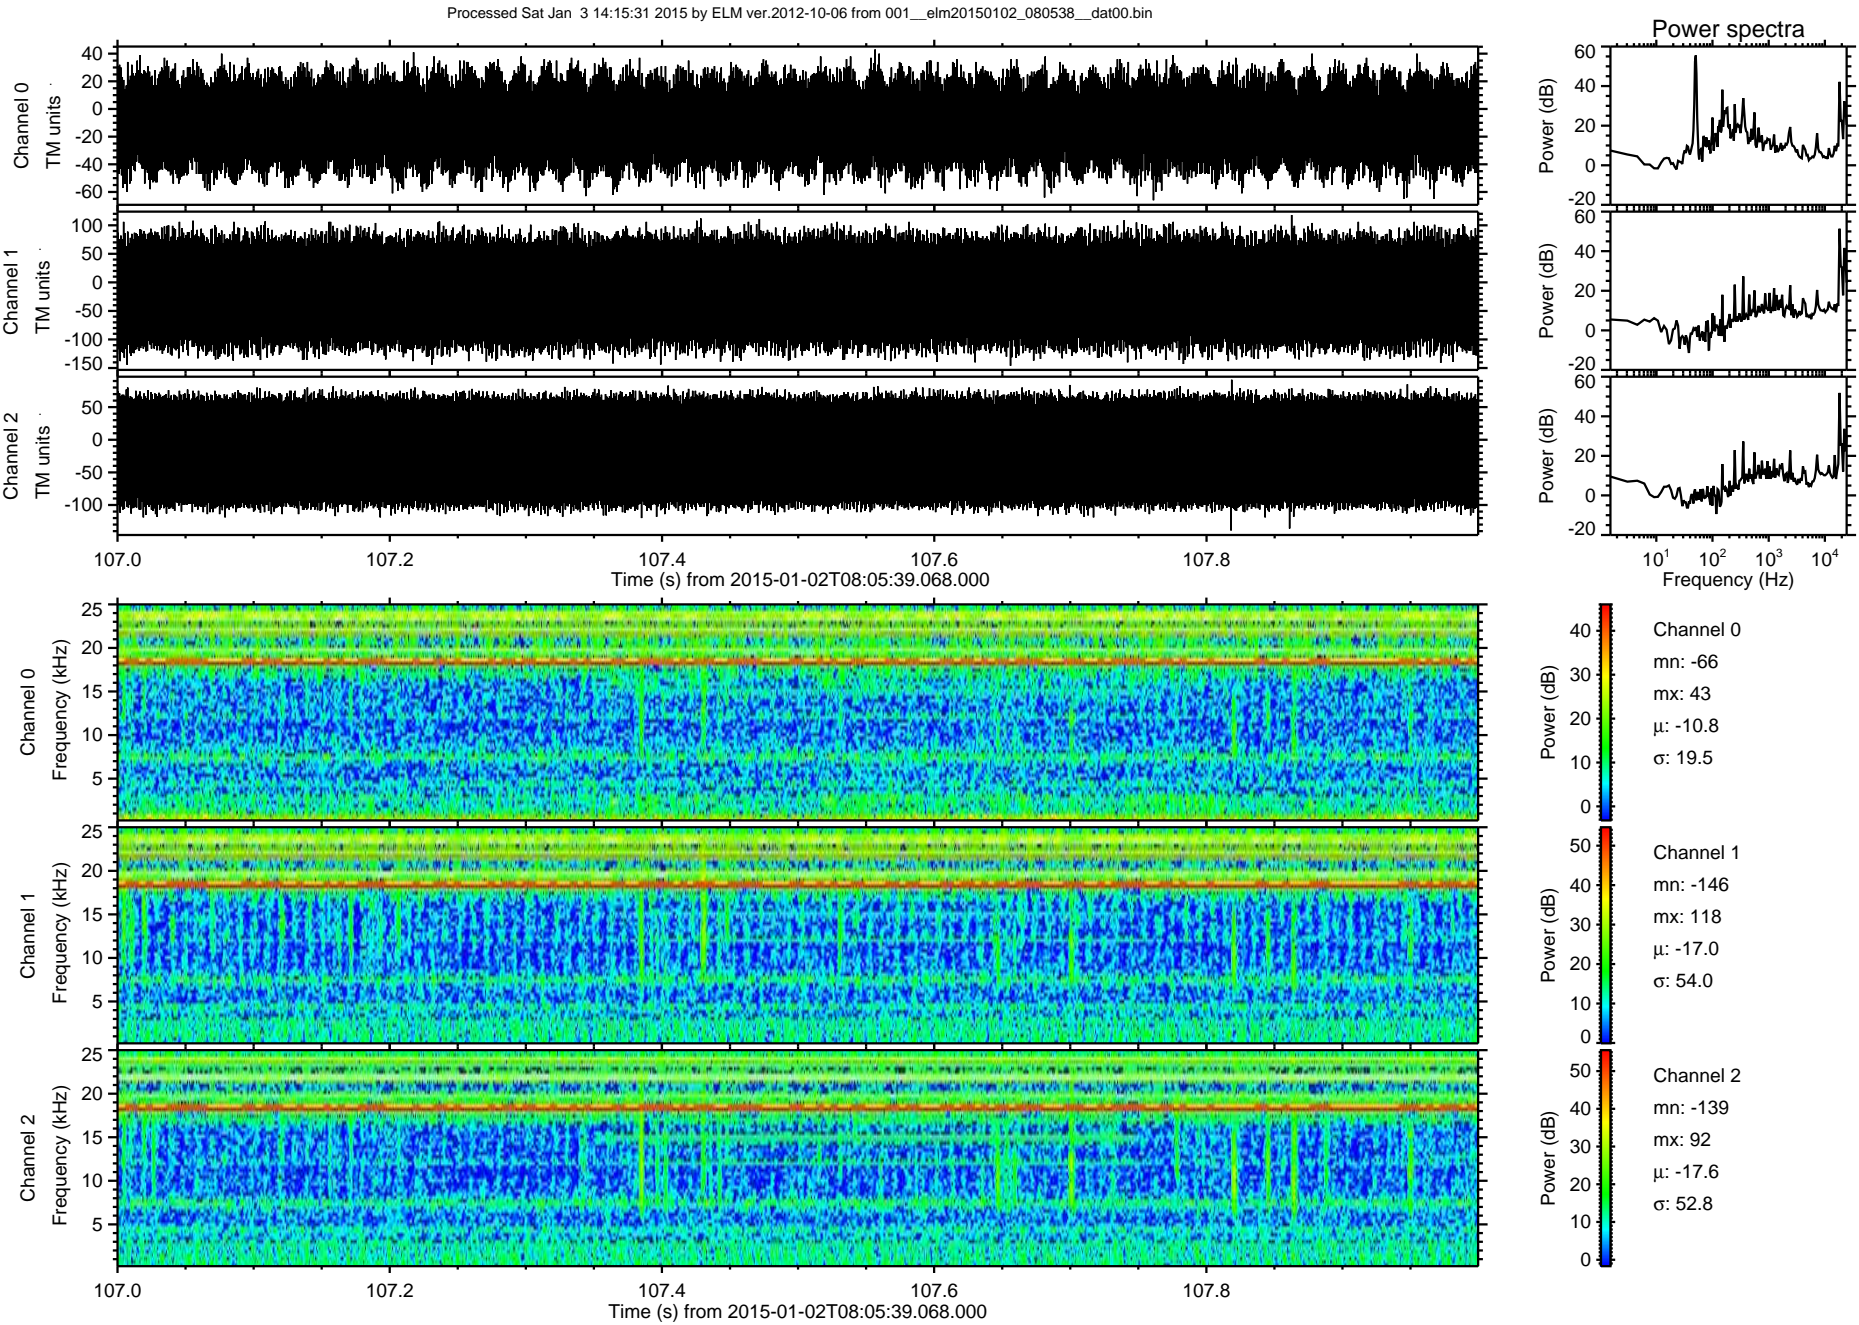 Processed Sat Jan  3 14:15:31 2015 by ELM ver.2012-10-06 from 001__elm20150102_080538__dat00.bin
Power spectra
Channel 0
TM units
40
20
0
-20
-40
-60
Power (dB)
60
40
20
0
-20
Channel 1
TM units
100
50
0
-50
-100
-150
Power (dB)
60
40
20
0
-20
Channel 2
TM units
50
0
-50
-100
Power (dB)
60
40
20
0
-20
107.0 107.2 107.4 107.6 107.8
Time (s) from 2015-01-02T08:05:39.068.000
10^1 10^2 10^3 10^4
Frequency (Hz)
Channel 0
Frequency (kHz)
25
20
15
10
5
Power (dB)
40
30
20
10
0
Channel 0
mn: -66
mx: 43
μ: -10.8
σ: 19.5
Channel 1
Frequency (kHz)
25
20
15
10
5
Power (dB)
50
40
30
20
10
0
Channel 1
mn: -146
mx: 118
μ: -17.0
σ: 54.0
Channel 2
Frequency (kHz)
25
20
15
10
5
Power (dB)
50
40
30
20
10
0
Channel 2
mn: -139
mx: 92
μ: -17.6
σ: 52.8
107.0 107.2 107.4 107.6 107.8
Time (s) from 2015-01-02T08:05:39.068.000